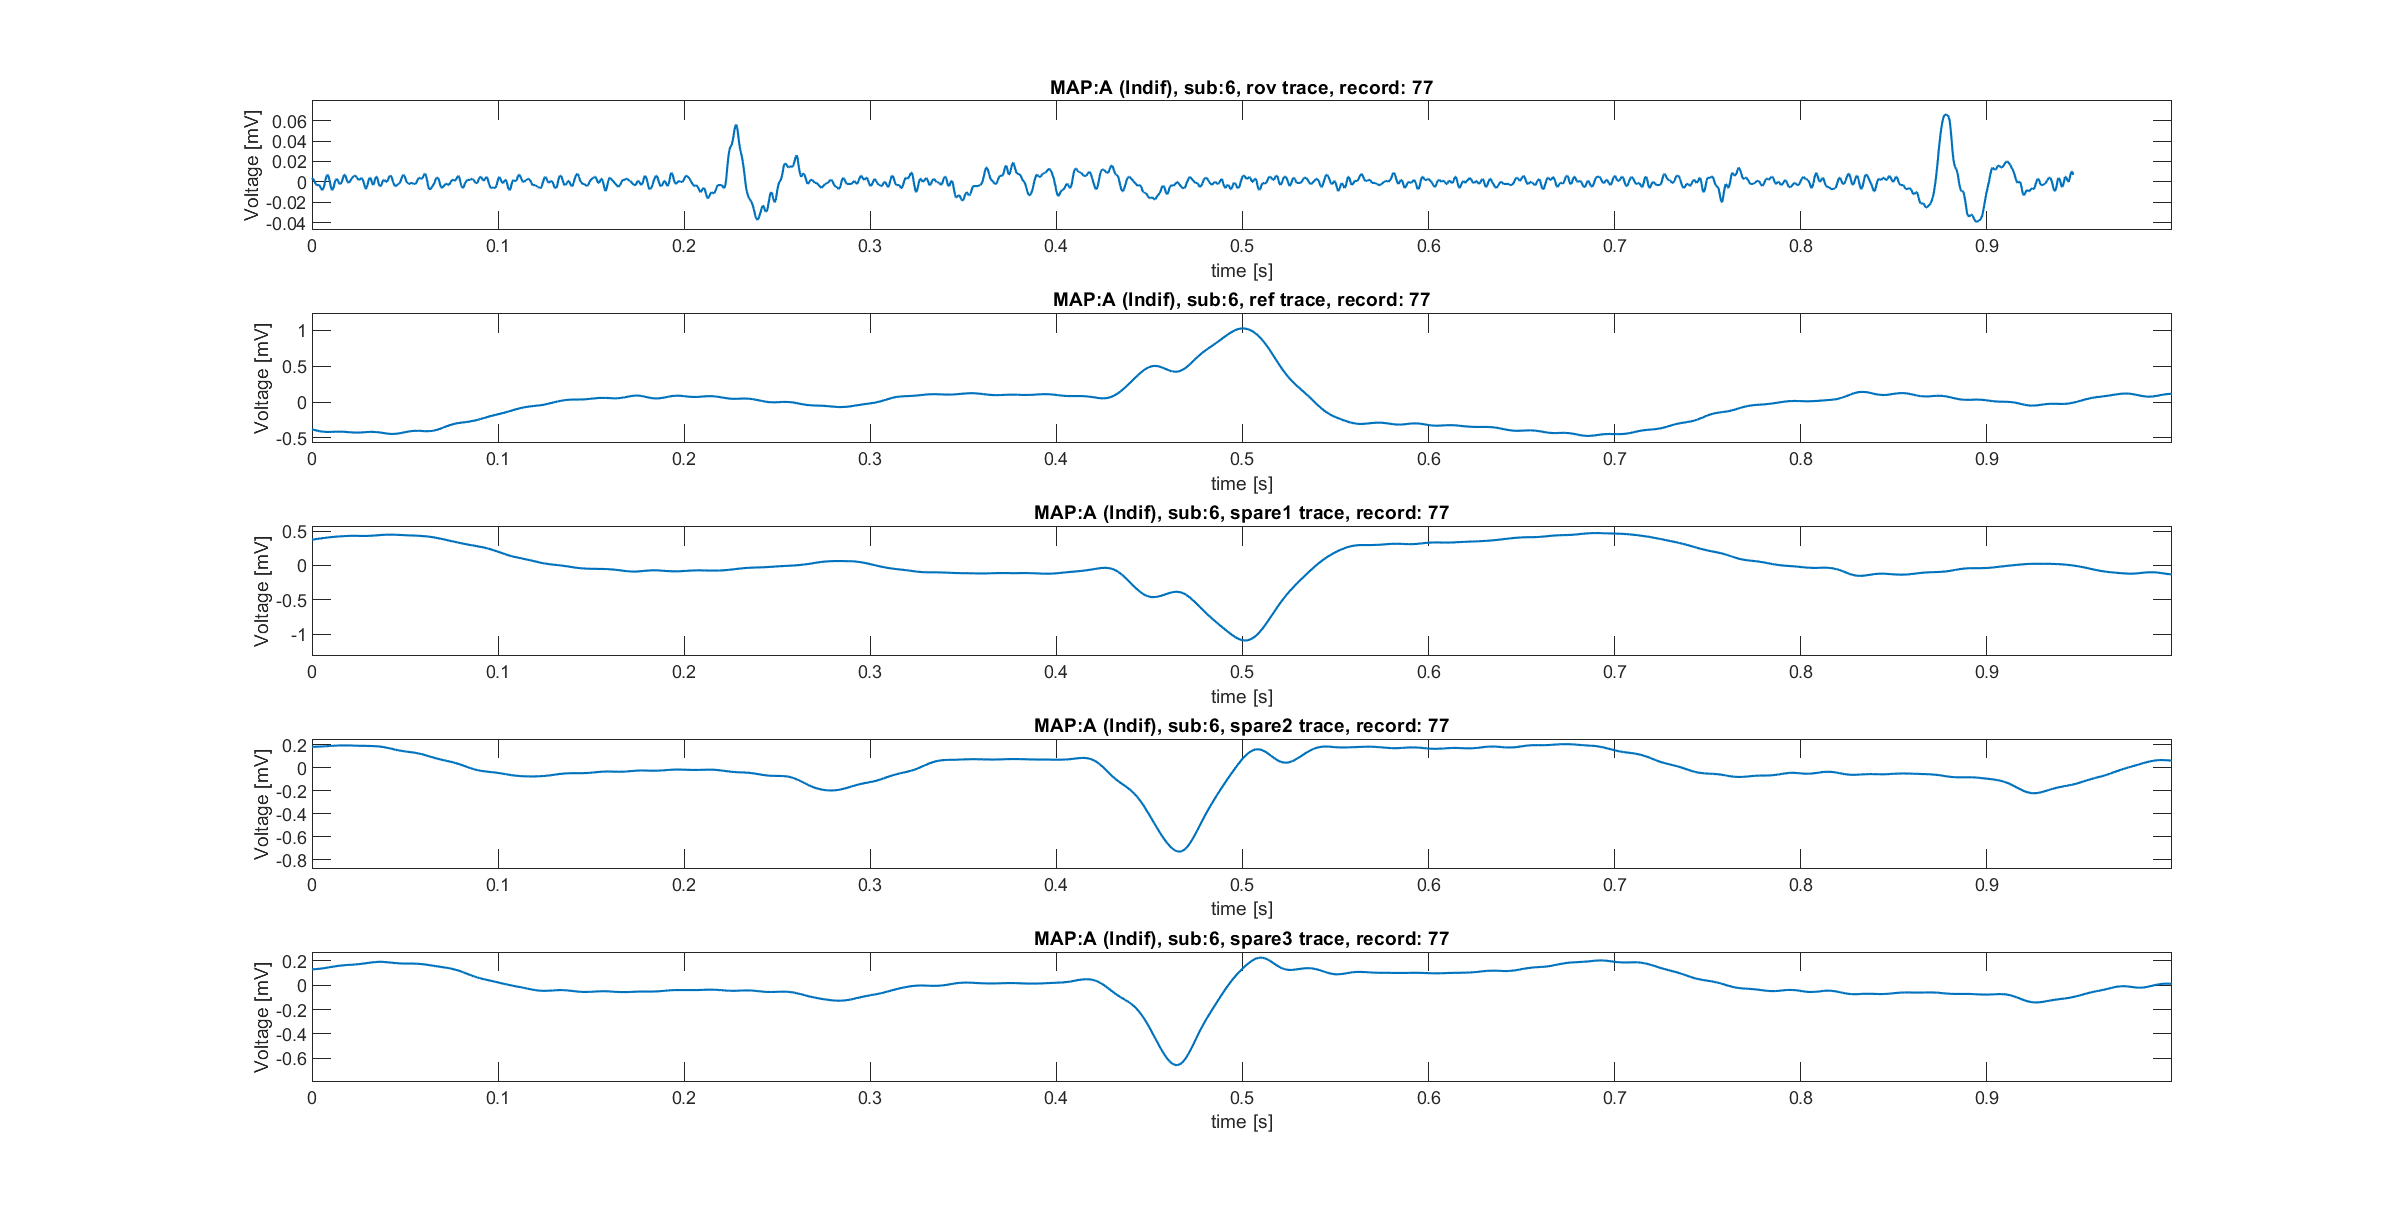 MAP:A (Indif), sub:6, rov trace, record: 77
Voltage [mV]
0.06
0.04
0.02
0
-0.02
-0.04
0 0.1 0.2 0.3 0.4 0.5 0.6 0.7 0.8 0.9
time [s]
MAP:A (Indif), sub:6, ref trace, record: 77
Voltage [mV]
1
0.5
0
-0.5
0 0.1 0.2 0.3 0.4 0.5 0.6 0.7 0.8 0.9
time [s]
MAP:A (Indif), sub:6, spare1 trace, record: 77
Voltage [mV]
0.5
0
-0.5
-1
0 0.1 0.2 0.3 0.4 0.5 0.6 0.7 0.8 0.9
time [s]
MAP:A (Indif), sub:6, spare2 trace, record: 77
Voltage [mV]
0.2
0
-0.2
-0.4
-0.6
-0.8
0 0.1 0.2 0.3 0.4 0.5 0.6 0.7 0.8 0.9
time [s]
MAP:A (Indif), sub:6, spare3 trace, record: 77
Voltage [mV]
0.2
0
-0.2
-0.4
-0.6
0 0.1 0.2 0.3 0.4 0.5 0.6 0.7 0.8 0.9
time [s]